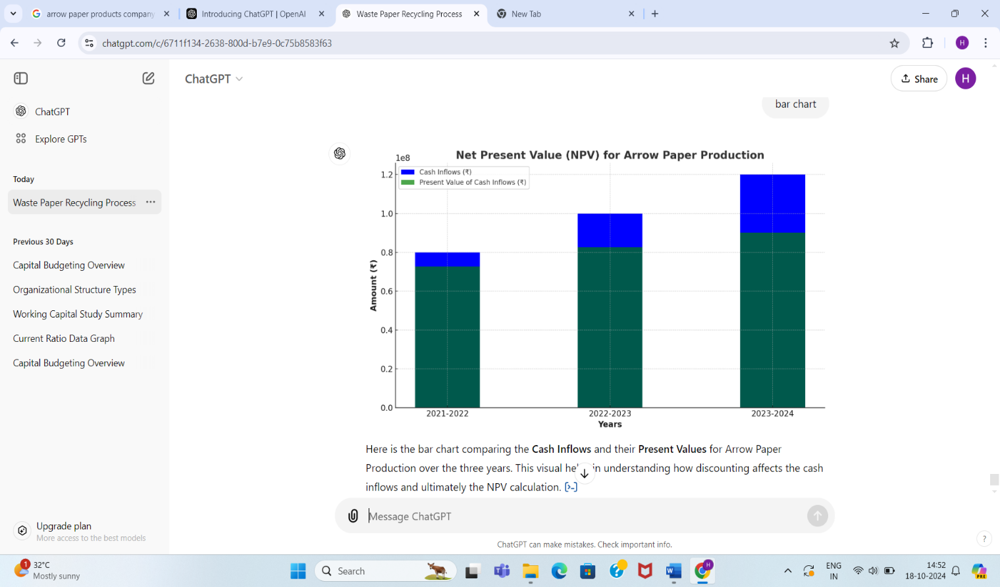 arrow paper products company
Introducing ChatGPT | OpenAI
Waste Paper Recycling Process
New Tab
chatgpt.com/c/6711f134-2638-800d-b7e9-0c75b8583f63
H
ChatGPT
Share
H
ChatGPT
Explore GPTs
Today
Waste Paper Recycling Process
Previous 30 Days
Capital Budgeting Overview
Organizational Structure Types
Working Capital Study Summary
Current Ratio Data Graph
Capital Budgeting Overview
Upgrade plan
More access to the best models
bar chart
Net Present Value (NPV) for Arrow Paper Production
1e8
Cash Inflows (₹)
Present Value of Cash Inflows (₹)
1.2
1.0
0.8
0.6
0.4
0.2
0.0
Amount (₹)
2021-2022 2022-2023 2023-2024
Years
Here is the bar chart comparing the Cash Inflows and their Present Values for Arrow Paper
Production over the three years. This visual in understanding how discounting affects the cash
inflows and ultimately the NPV calculation. [>-]
Message ChatGPT
ChatGPT can make mistakes. Check important info.
?
1
32°C
Mostly sunny
Search
H
ENG
IN
14:52
18-10-2024
PRE